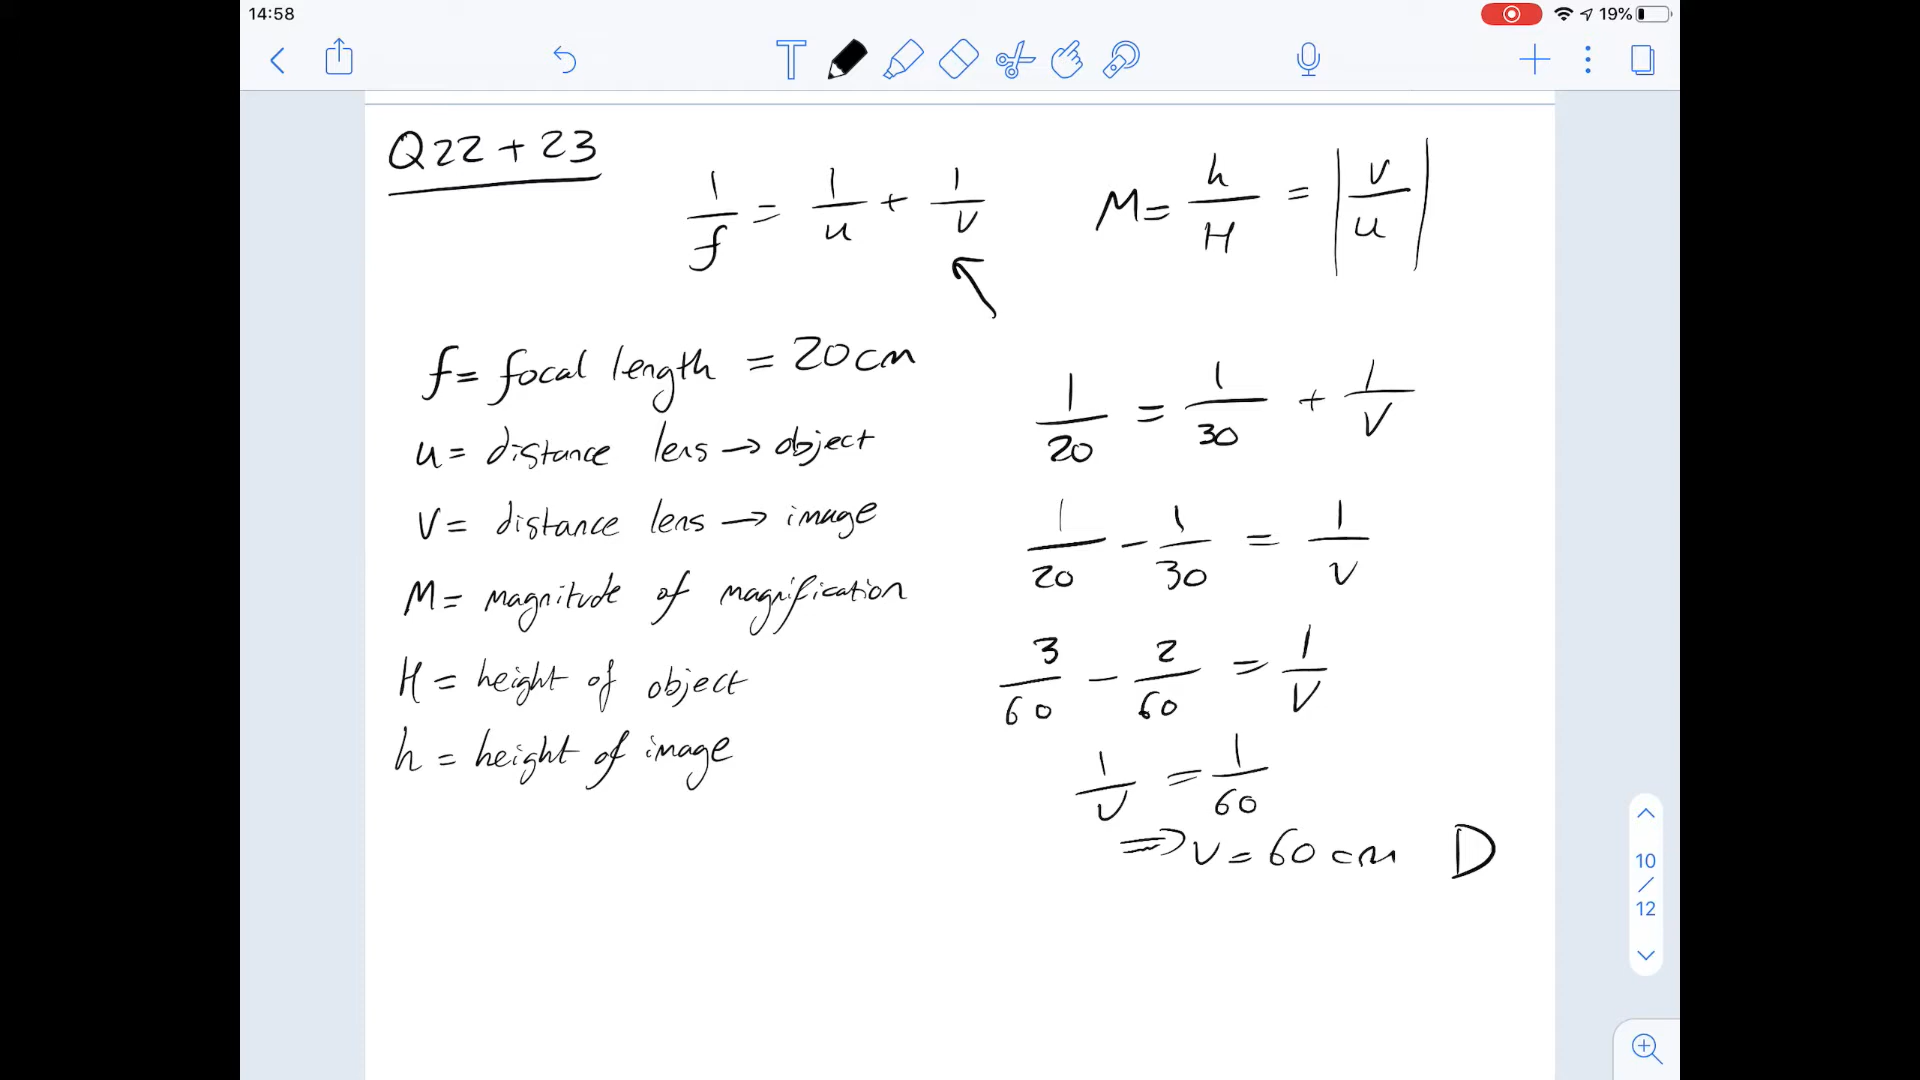 14:58
19%
T
Q22 + 23
1/f = 1/u + 1/v
M = h/H = |v/u|
f = focal length = 20cm
u = distance lens → object
v = distance lens → image
M = magnitude of magnification
H = height of object
h = height of image
1/20 = 1/30 + 1/v
1/20 - 1/30 = 1/v
3/60 - 2/60 = 1/v
1/v = 1/60
⇒ v = 60 cm D
10
/
12